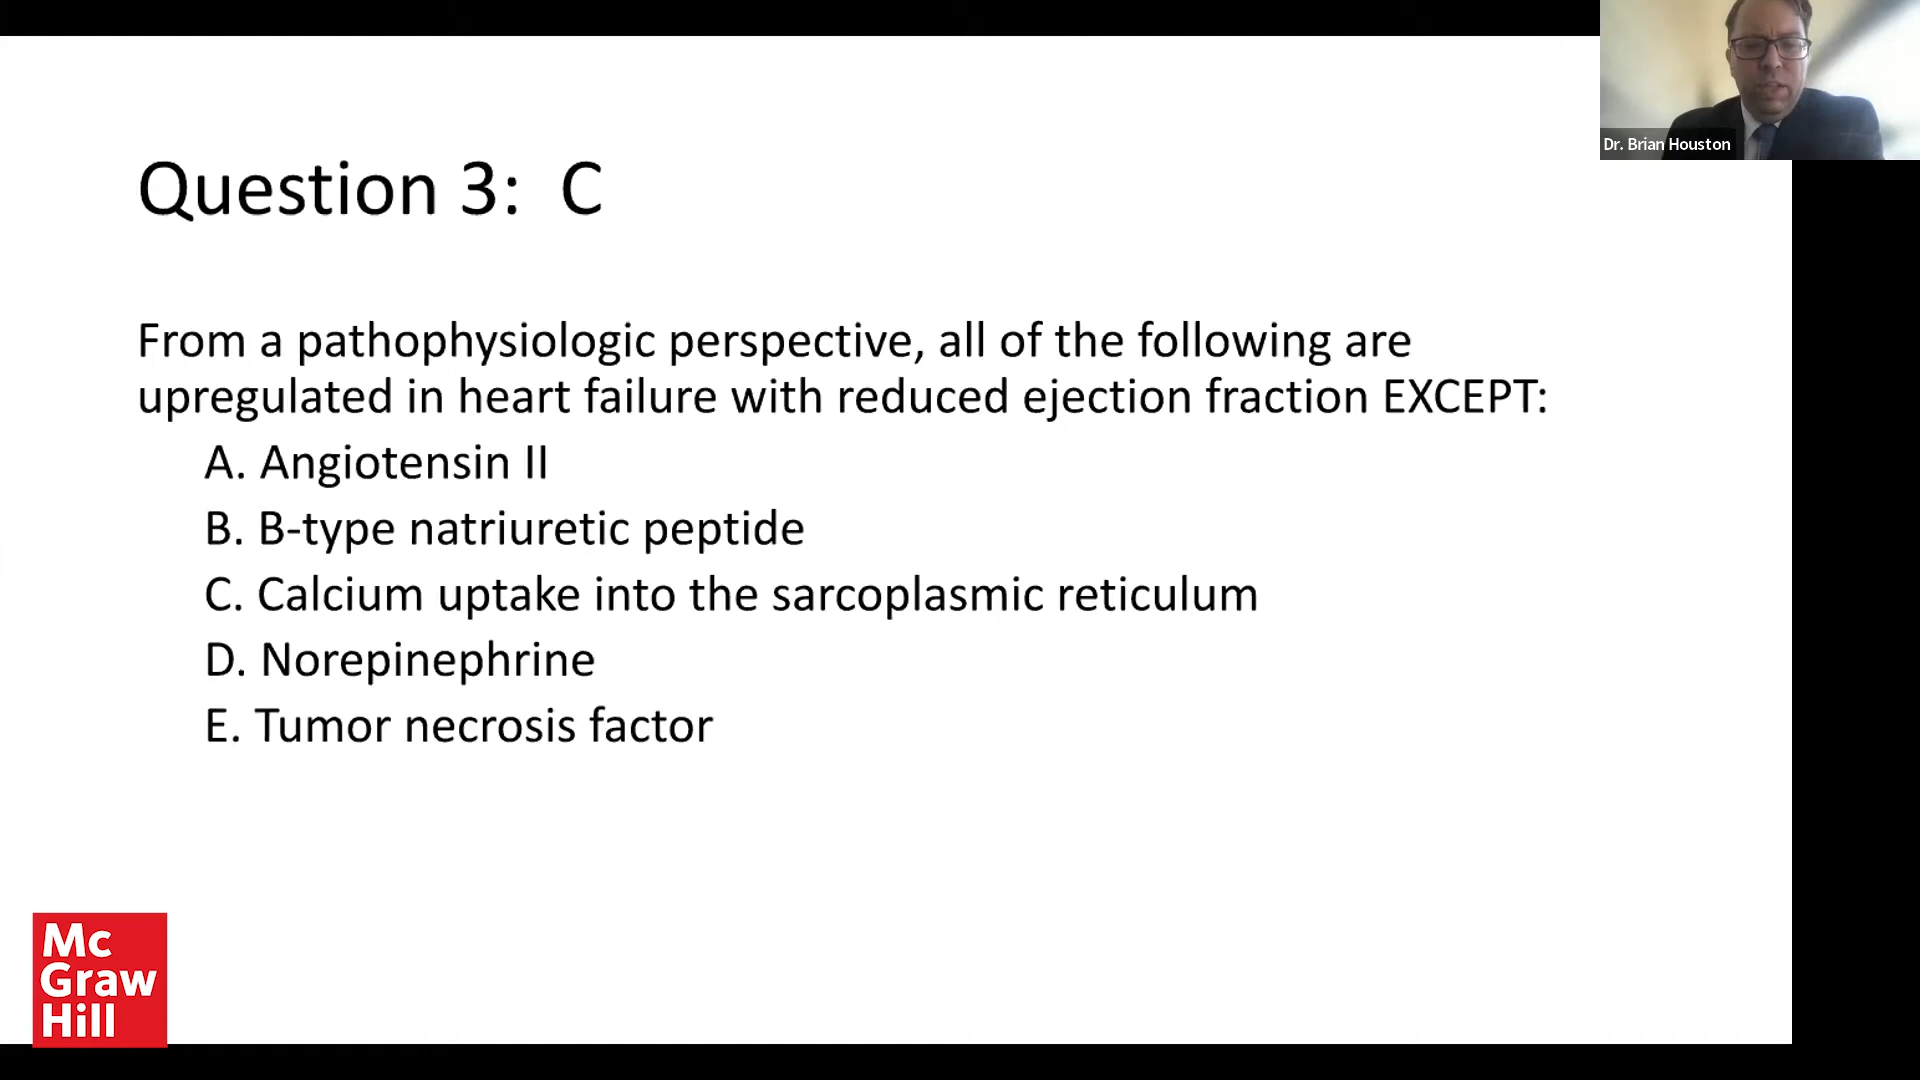 Dr. Brian Houston
Question 3: C
From a pathophysiologic perspective, all of the following are
upregulated in heart failure with reduced ejection fraction EXCEPT:
A. Angiotensin II
B. B-type natriuretic peptide
C. Calcium uptake into the sarcoplasmic reticulum
D. Norepinephrine
E. Tumor necrosis factor
Mc
Graw
Hill